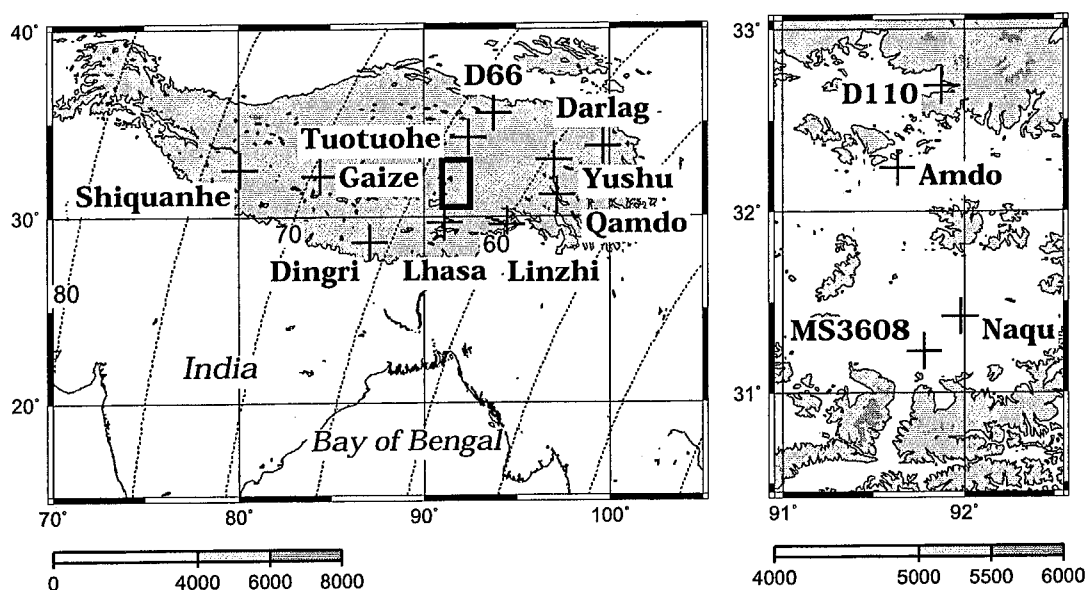 40°
30°
20°
70°
80°
90°
100°
D66
Darlag
Tuotuohe
Gaize
Yushu
Shiquanhe
Qamdo
70
60
Dingri
Lhasa
Linzhi
80
India
Bay of Bengal
0
4000
6000
8000
33°
32°
31°
91°
92°
D110
Amdo
MS3608
Naqu
4000
5000
5500
6000